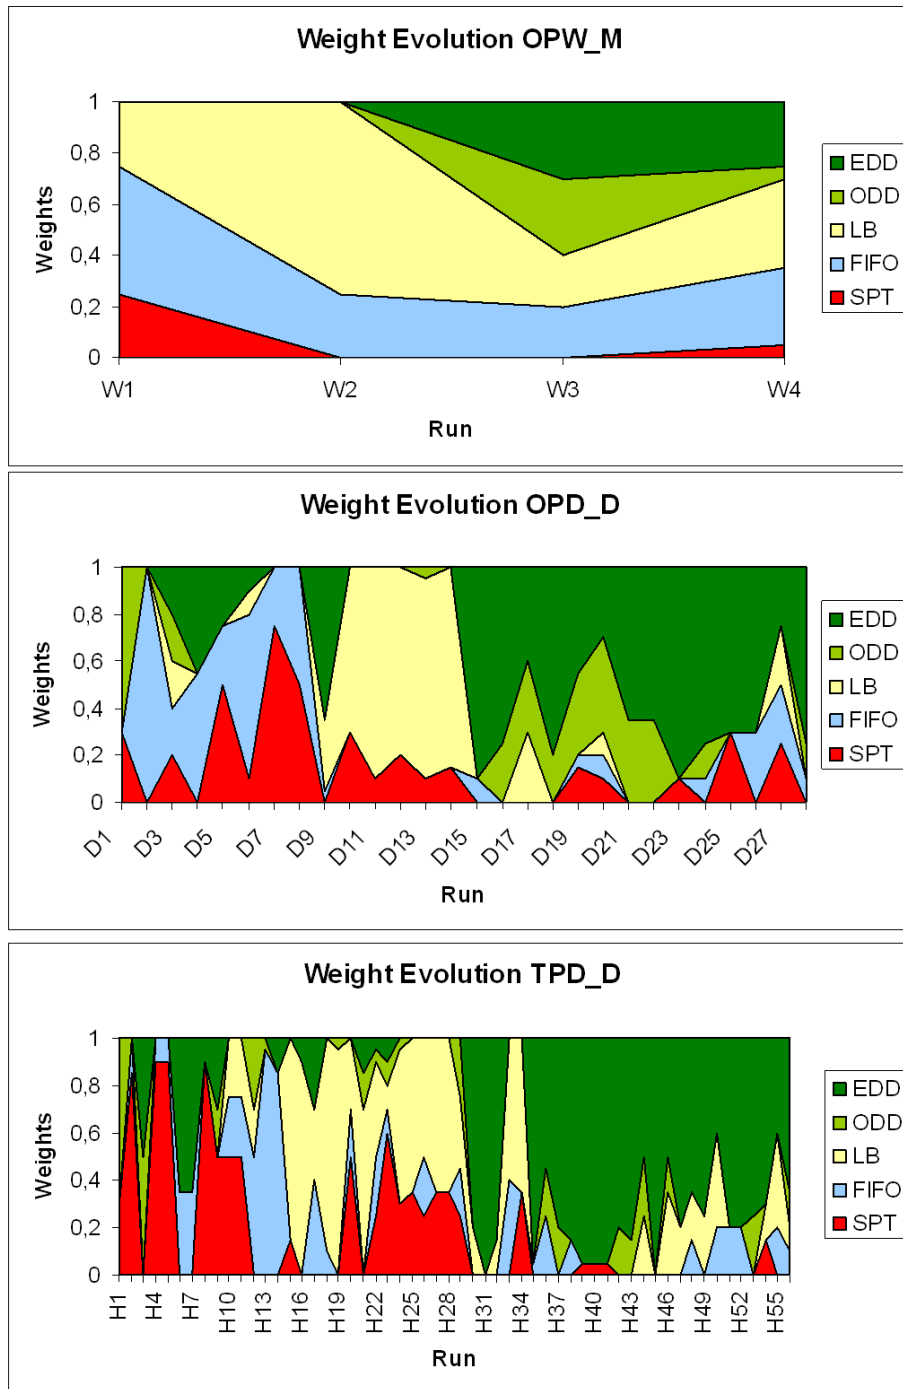 Weight Evolution OPW_M
1
0,8
0,6
0,4
0,2
0
Weights
W1 W2 W3 W4
Run
EDD
ODD
LB
FIFO
SPT
Weight Evolution OPD_D
1
0,8
0,6
0,4
0,2
0
Weights
D1 D3 D5 D7 D9 D11 D13 D15 D17 D19 D21 D23 D25 D27
Run
EDD
ODD
LB
FIFO
SPT
Weight Evolution TPD_D
1
0,8
0,6
0,4
0,2
0
Weights
H1 H4 H7 H10 H13 H16 H19 H22 H25 H28 H31 H34 H37 H40 H43 H46 H49 H52 H55
Run
EDD
ODD
LB
FIFO
SPT